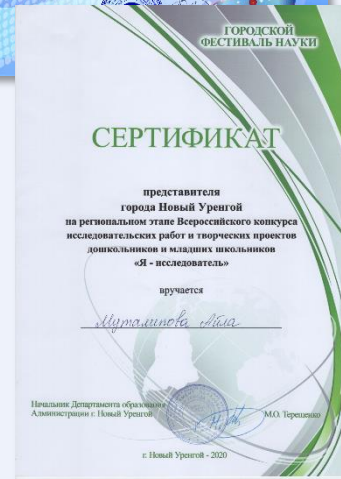 ГОРОДСКОЙ
ФЕСТИВАЛЬ НАУКИ
СЕРТИФИКАТ
представителя
города Новый Уренгой
на региональном этапе Всероссийского конкурса
исследовательских работ и творческих проектов
дошкольников и младших школьников
«Я - исследователь»
вручается
Муталипова Айла
Начальник Департамента образования
Администрации г. Новый Уренгой М.О. Терещенко
г. Новый Уренгой - 2020